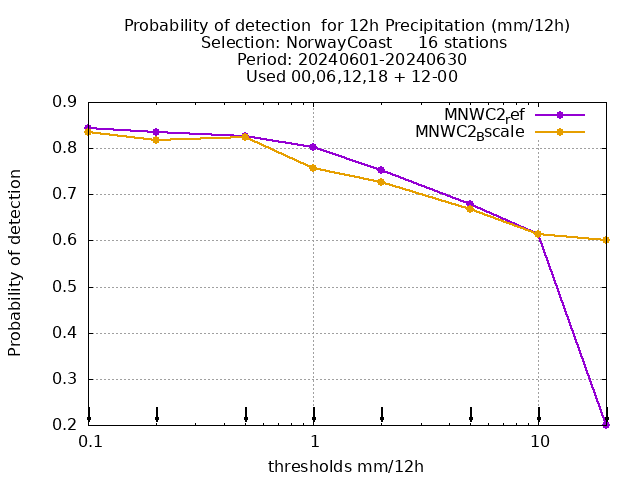 Probability of detection  for 12h Precipitation (mm/12h)
Selection: NorwayCoast     16 stations
Period: 20240601-20240630
Used 00,06,12,18 + 12-00
0.9
MNWC2ref
MNWC2Bscale
0.8
0.7
0.6
0.5
0.4
0.3
0.2
Probability of detection
0.1
1
10
thresholds mm/12h